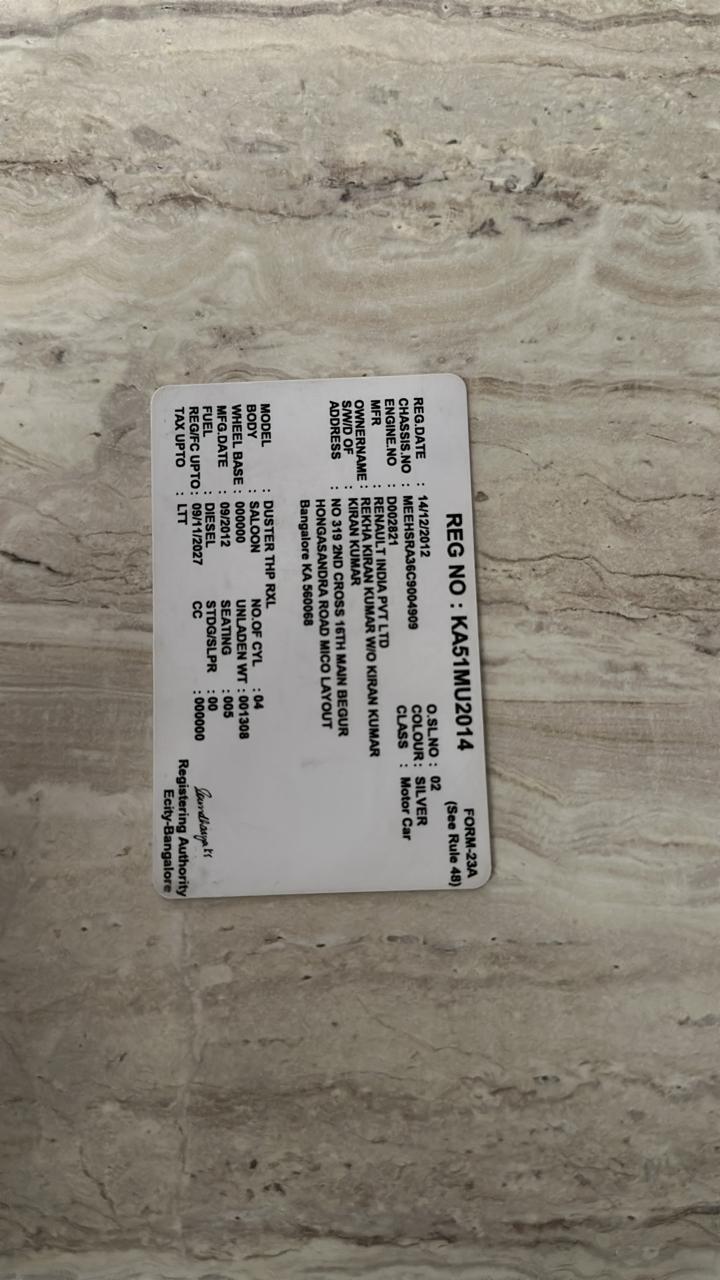 FORM-23A
(See Rule 48)
REG NO : KA51MU2014
REG.DATE : 14/12/2012 O.SL.NO : 02
CHASSIS.NO : MEEHSRA36C9004909 COLOUR : SILVER
ENGINE.NO : D002821 CLASS : Motor Car
MFR : RENAULT INDIA PVT LTD
OWNERNAME : REKHA KIRAN KUMAR W/O KIRAN KUMAR
S/W/D OF : KIRAN KUMAR
ADDRESS : NO 319 2ND CROSS 16TH MAIN BEGUR
HONGASANDRA ROAD MICO LAYOUT
Bangalore KA 560068
MODEL : DUSTER THP RXL
BODY : SALOON NO.OF CYL : 04
WHEEL BASE : 000000 UNLADEN WT : 001308
MFG.DATE : 09/2012 SEATING : 005
FUEL : DIESEL STDG/SLPR : 00
REG/FC UPTO : 09/11/2027 CC : 000000
TAX UPTO : LTT
Registering Authority
Ecity-Bangalore